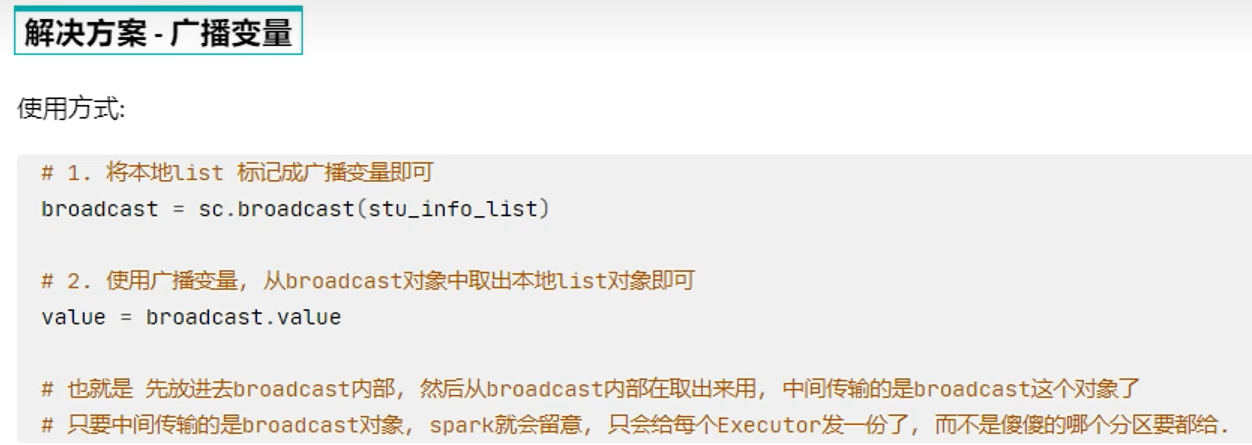 解决方案 - 广播变量
使用方式:
# 1. 将本地list 标记成广播变量即可
broadcast = sc.broadcast(stu_info_list)
# 2. 使用广播变量, 从broadcast对象中取出本地list对象即可
value = broadcast.value
# 也就是 先放进去broadcast内部, 然后从broadcast内部在取出来用, 中间传输的是broadcast这个对象了
# 只要中间传输的是broadcast对象, spark就会留意, 只会给每个Executor发一份了, 而不是傻傻的哪个分区要都给.